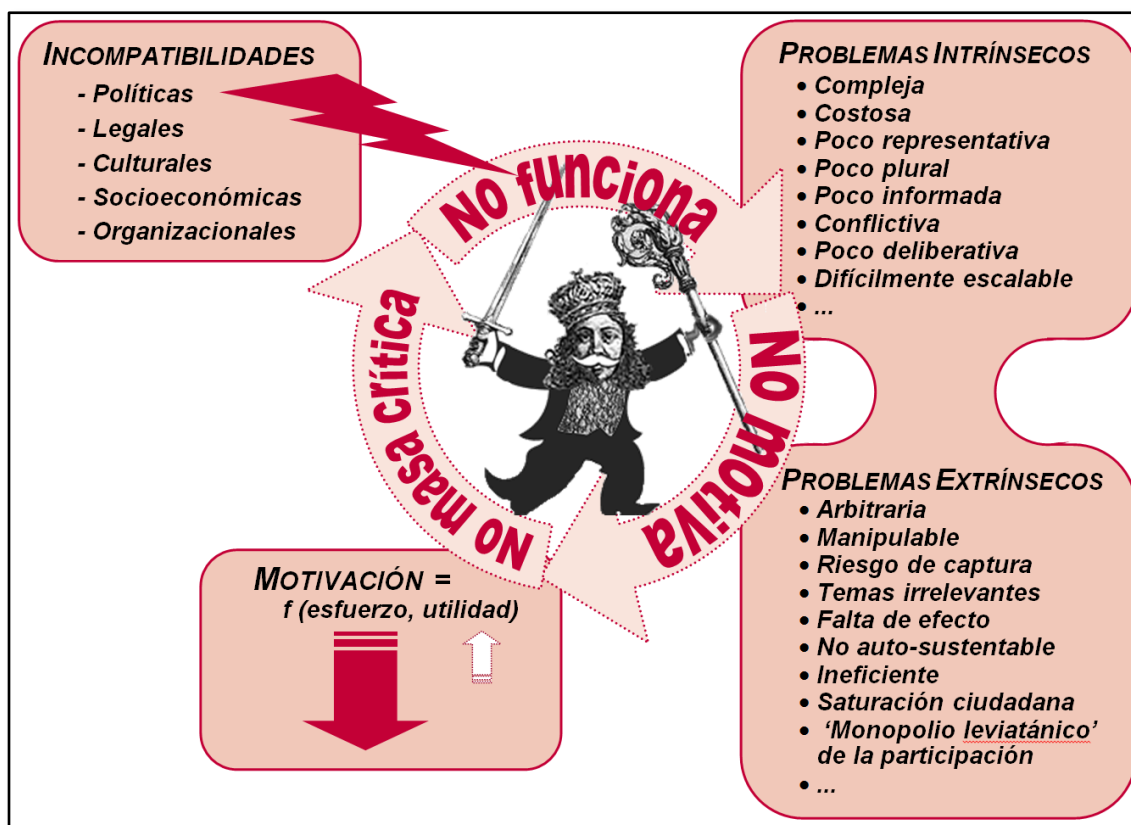 INCOMPATIBILIDADES
- Políticas
- Legales
- Culturales
- Socioeconómicas
- Organizacionales
PROBLEMAS INTRÍNSECOS
• Compleja
• Costosa
• Poco representativa
• Poco plural
• Poco informada
• Conflictiva
• Poco deliberativa
• Difícilmente escalable
• ...
No funciona
No motiva
No masa crítica
MOTIVACIÓN =
f (esfuerzo, utilidad)
PROBLEMAS EXTRÍNSECOS
• Arbitraria
• Manipulable
• Riesgo de captura
• Temas irrelevantes
• Falta de efecto
• No auto-sustentable
• Ineficiente
• Saturación ciudadana
• ‘Monopolio leviatánico’
de la participación
• ...